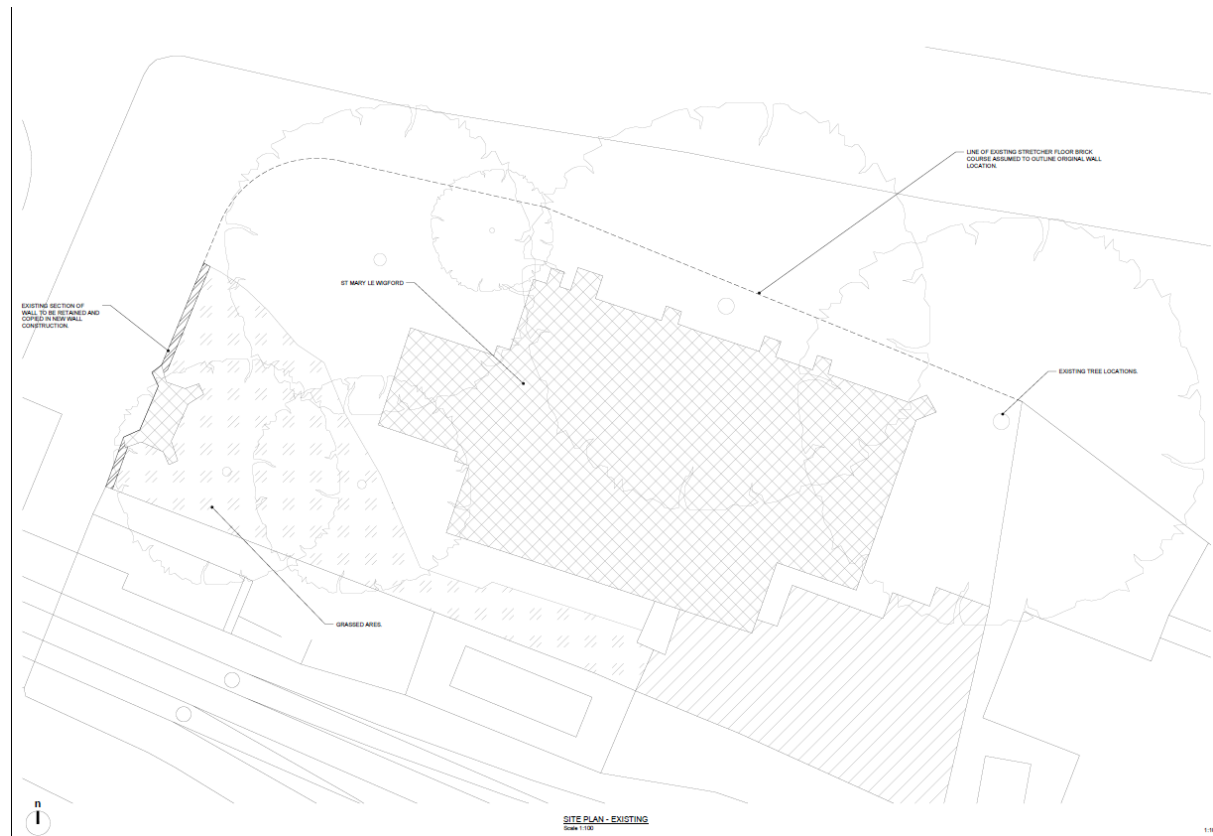 LINE OF EXISTING STRETCHER FLOOR BRICK
COURSE ASSUMED TO OUTLINE ORIGINAL WALL
LOCATION.
ST MARY LE WIGFORD
EXISTING SECTION OF
WALL TO BE RETAINED AND
COPIED IN NEW WALL
CONSTRUCTION.
EXISTING TREE LOCATIONS.
GRASSED ARES.
n
SITE PLAN - EXISTING
Scale 1:100